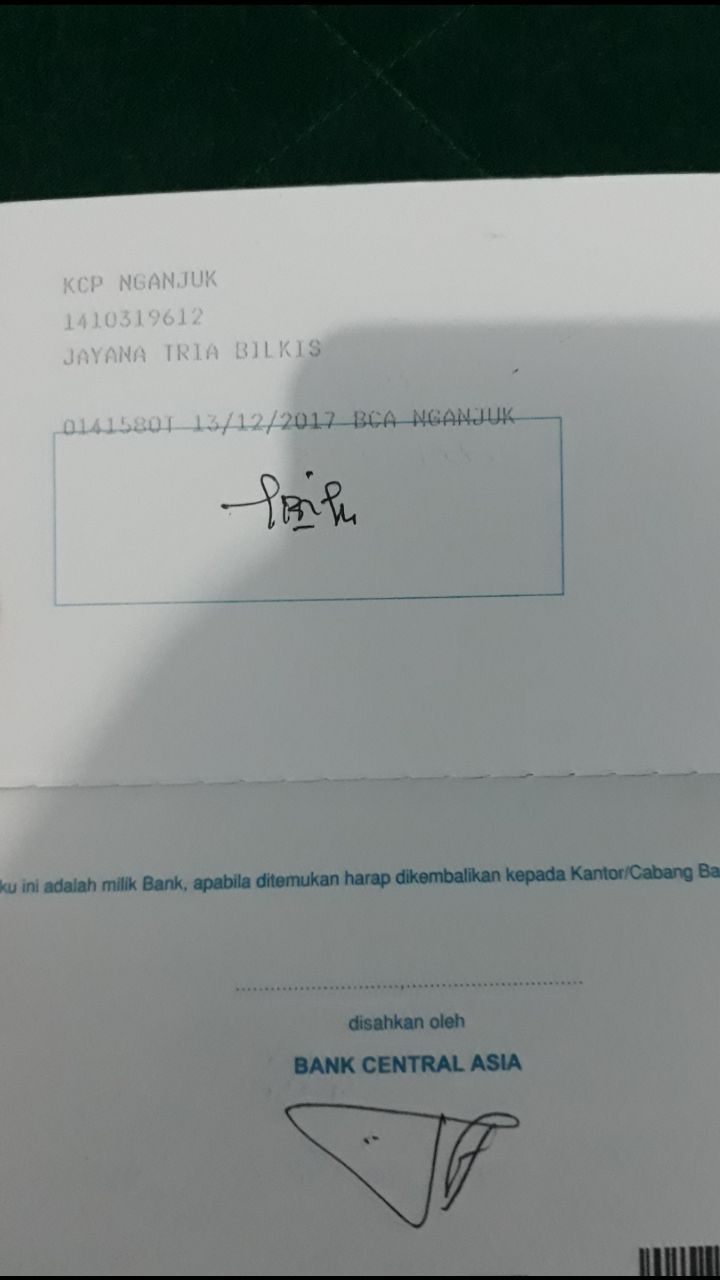 KCP NGANJUK
1410319612
JAYANA TRIA BILKIS
0141580T 13/12/2017 BCA NGANJUK
ku ini adalah milik Bank, apabila ditemukan harap dikembalikan kepada Kantor/Cabang Ba
disahkan oleh
BANK CENTRAL ASIA